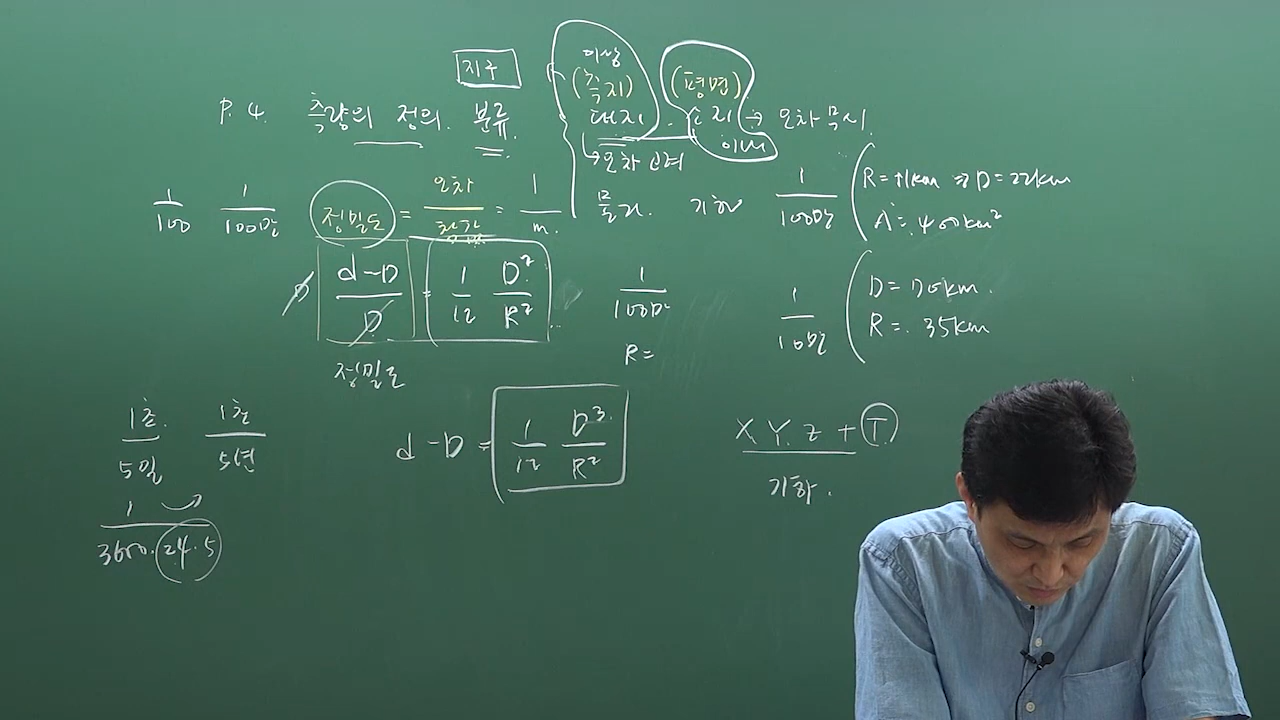 지구
이상
(측지) (평면)
P. 4. 측량의 정의. 분류. 대지. 소지 → 오차 무시.
이내
→ 오차 고려
1/100 1/100만 정밀도 = 오차/참값 = 1/m.
물리. 기하 1/100만 R = 11km ⇒ D = 22km
A = 400km²
d-D/D = 1/12 D²/R²
정밀도
1/100만
R =
1/10만 D = 70km.
R = 35km
1초/5일 1초/5년
1/3600·24·5
d - D = 1/12 D³/R²
X. Y. Z + T
기하.